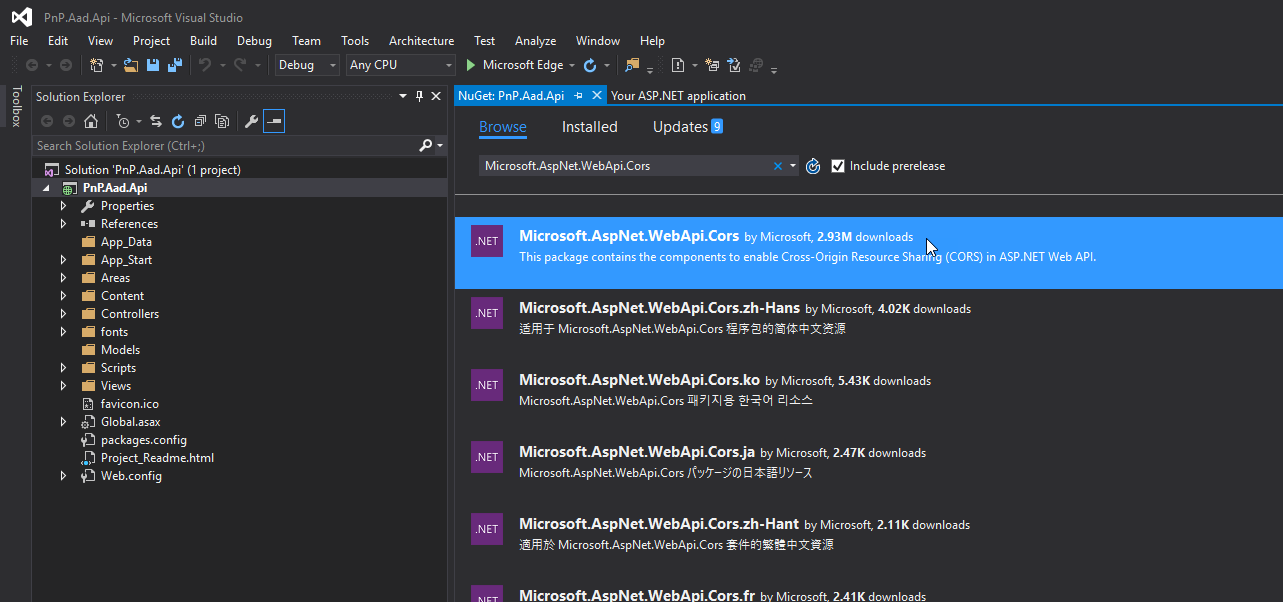 PnP.Aad.Api - Microsoft Visual Studio
File Edit View Project Build Debug Team Tools Architecture Test Analyze Window Help
Debug Any CPU Microsoft Edge
Toolbox
Solution Explorer
Search Solution Explorer (Ctrl+;)
Solution 'PnP.Aad.Api' (1 project)
PnP.Aad.Api
Properties
References
App_Data
App_Start
Areas
Content
Controllers
fonts
Models
Scripts
Views
favicon.ico
Global.asax
packages.config
Project_Readme.html
Web.config
NuGet: PnP.Aad.Api Your ASP.NET application
Browse Installed Updates 9
Microsoft.AspNet.WebApi.Cors Include prerelease
.NET Microsoft.AspNet.WebApi.Cors by Microsoft, 2.93M downloads
This package contains the components to enable Cross-Origin Resource Sharing (CORS) in ASP.NET Web API.
.NET Microsoft.AspNet.WebApi.Cors.zh-Hans by Microsoft, 4.02K downloads
适用于 Microsoft.AspNet.WebApi.Cors 程序包的简体中文资源
.NET Microsoft.AspNet.WebApi.Cors.ko by Microsoft, 5.43K downloads
Microsoft.AspNet.WebApi.Cors 패키지용 한국어 리소스
.NET Microsoft.AspNet.WebApi.Cors.ja by Microsoft, 2.47K downloads
Microsoft.AspNet.WebApi.Cors パッケージの日本語リソース
.NET Microsoft.AspNet.WebApi.Cors.zh-Hant by Microsoft, 2.11K downloads
適用於 Microsoft.AspNet.WebApi.Cors 套件的繁體中文資源
.NET Microsoft.AspNet.WebApi.Cors.fr by Microsoft, 2.41K downloads